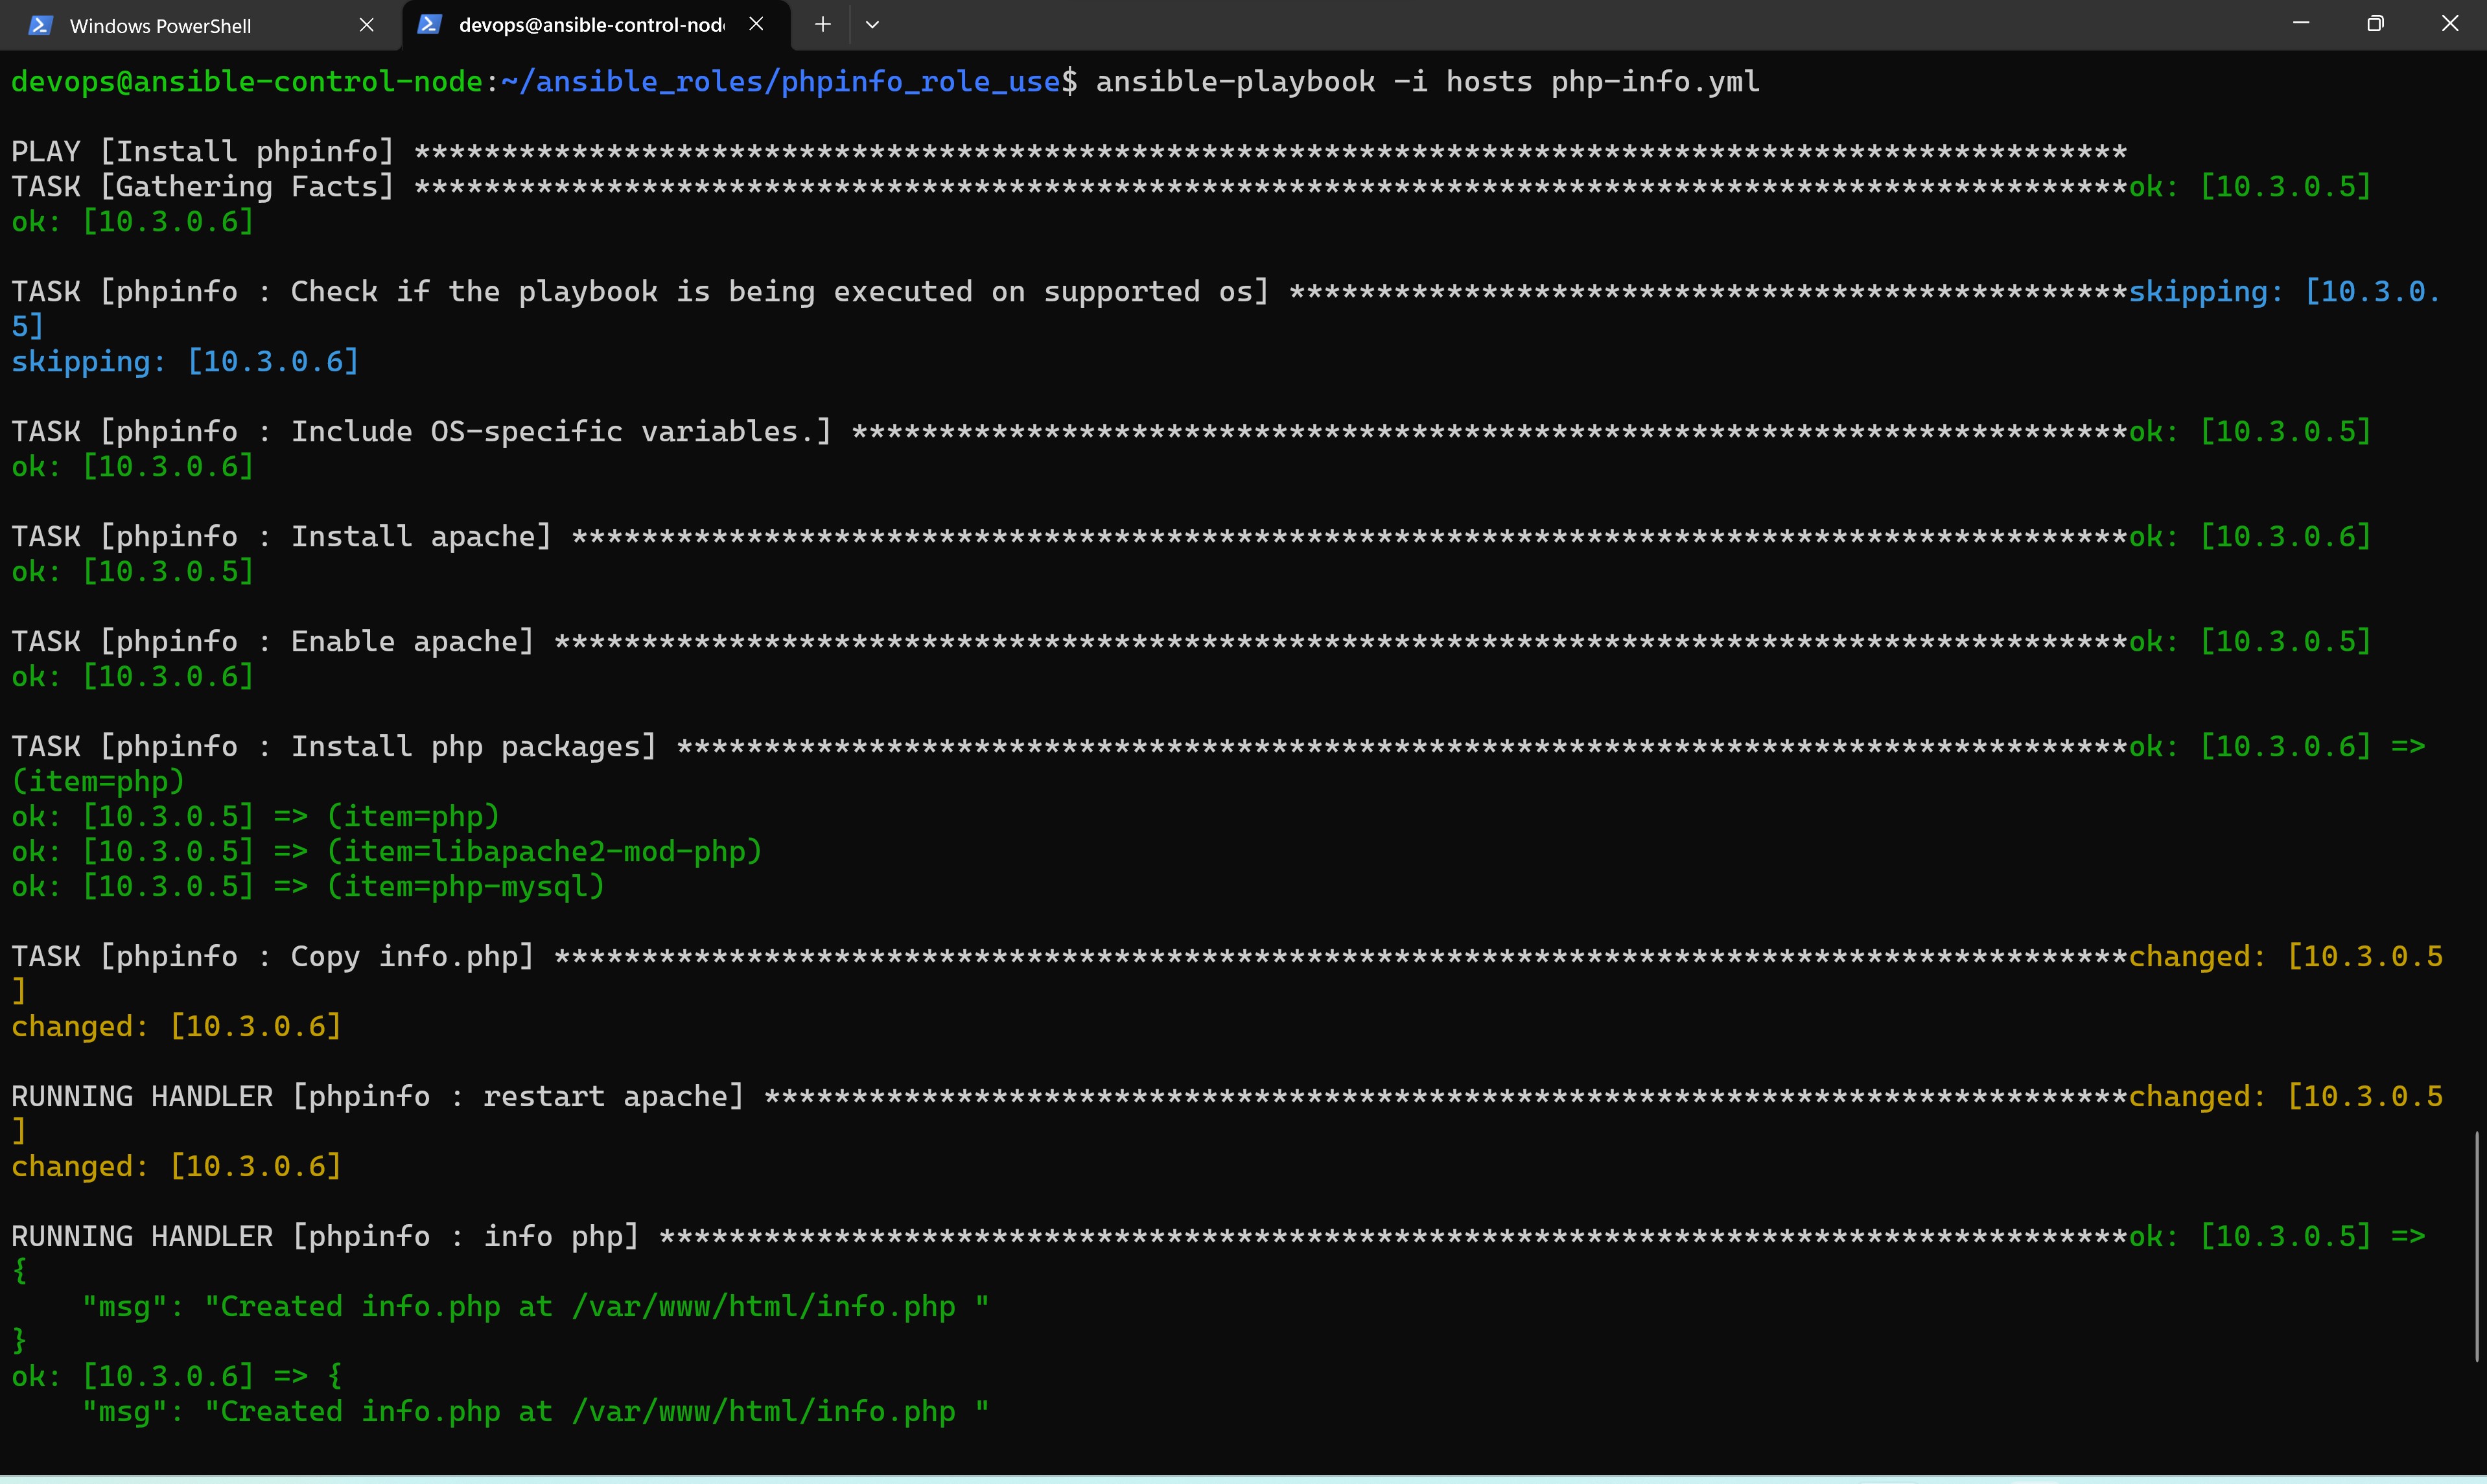 Windows PowerShell
devops@ansible-control-nod
devops@ansible-control-node:~/ansible_roles/phpinfo_role_use$ ansible-playbook -i hosts php-info.yml
PLAY [Install phpinfo] **************************************************************************************************
TASK [Gathering Facts] **************************************************************************************************ok: [10.3.0.5]
ok: [10.3.0.6]
TASK [phpinfo : Check if the playbook is being executed on supported os] ************************************************skipping: [10.3.0.
5]
skipping: [10.3.0.6]
TASK [phpinfo : Include OS-specific variables.] *************************************************************************ok: [10.3.0.5]
ok: [10.3.0.6]
TASK [phpinfo : Install apache] *****************************************************************************************ok: [10.3.0.6]
ok: [10.3.0.5]
TASK [phpinfo : Enable apache] ******************************************************************************************ok: [10.3.0.5]
ok: [10.3.0.6]
TASK [phpinfo : Install php packages] ***********************************************************************************ok: [10.3.0.6] =>
(item=php)
ok: [10.3.0.5] => (item=php)
ok: [10.3.0.5] => (item=libapache2-mod-php)
ok: [10.3.0.5] => (item=php-mysql)
TASK [phpinfo : Copy info.php] ******************************************************************************************changed: [10.3.0.5
]
changed: [10.3.0.6]
RUNNING HANDLER [phpinfo : restart apache] ******************************************************************************changed: [10.3.0.5
]
changed: [10.3.0.6]
RUNNING HANDLER [phpinfo : info php] ************************************************************************************ok: [10.3.0.5] =>
{
    "msg": "Created info.php at /var/www/html/info.php "
}
ok: [10.3.0.6] => {
    "msg": "Created info.php at /var/www/html/info.php "